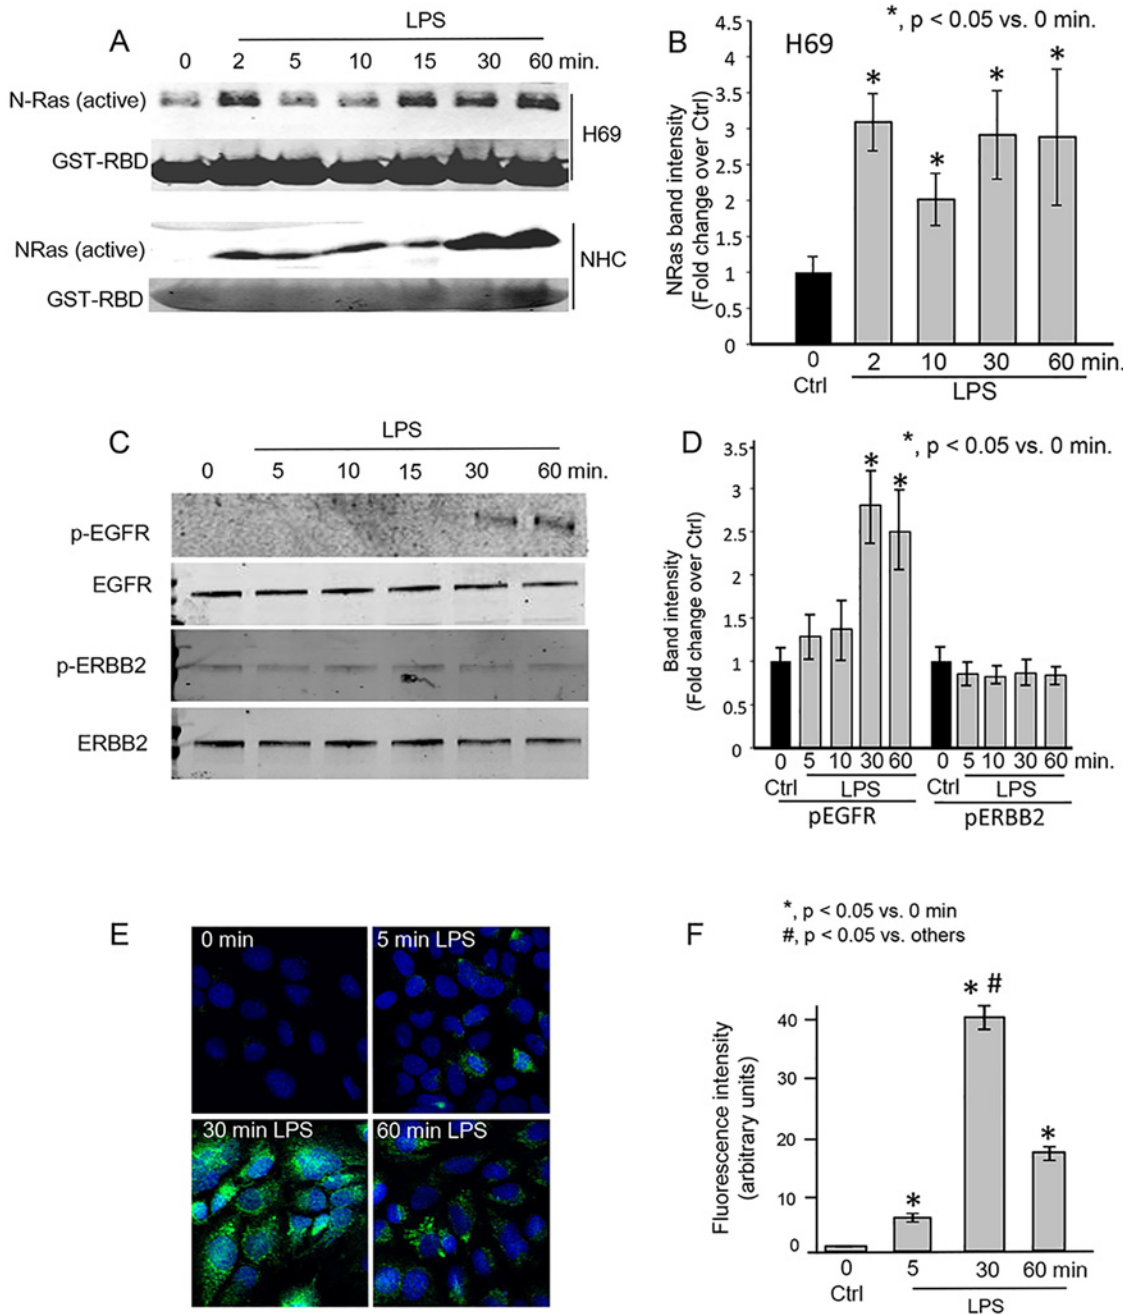 A
LPS
0 2 5 10 15 30 60 min.
N-Ras (active)
GST-RBD
H69
NRas (active)
GST-RBD
NHC
B
H69
*, p < 0.05 vs. 0 min.
NRas band intensity
(Fold change over Ctrl)
4.5
4
3.5
3
2.5
2
1.5
1
0.5
0
* * * *
0 2 10 30 60 min.
Ctrl
LPS
C
LPS
0 5 10 15 30 60 min.
p-EGFR
EGFR
p-ERBB2
ERBB2
D
*, p < 0.05 vs. 0 min.
Band intensity
(Fold change over Ctrl)
3.5
3
2.5
2
1.5
1
0.5
0
* *
0 5 10 30 60 0 5 10 30 60 min.
Ctrl LPS Ctrl LPS
pEGFR pERBB2
E
0 min
5 min LPS
30 min LPS
60 min LPS
F
*, p < 0.05 vs. 0 min
#, p < 0.05 vs. others
Fluorescence intensity
(arbitrary units)
40
30
20
10
0
* * # *
0 5 30 60 min
Ctrl
LPS